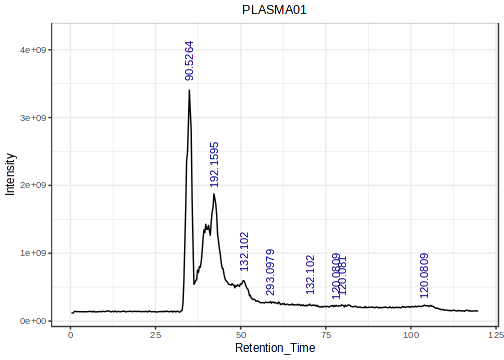 PLASMA01
4e+09
3e+09
2e+09
1e+09
0e+00
Intensity
90.5264
192.1595
132.102
293.0979
132.102
120.0809
120.081
120.0809
0
25
50
75
100
125
Retention_Time